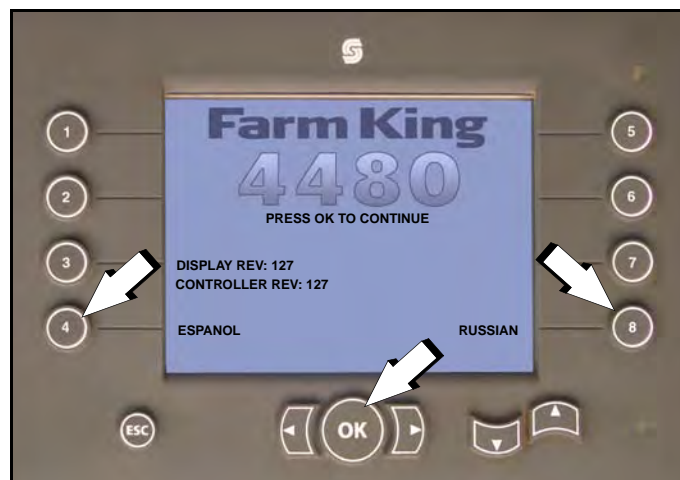 Farm King
4480
PRESS OK TO CONTINUE
1
2
3
4
5
6
7
8
DISPLAY REV: 127
CONTROLLER REV: 127
ESPANOL
RUSSIAN
ESC
OK